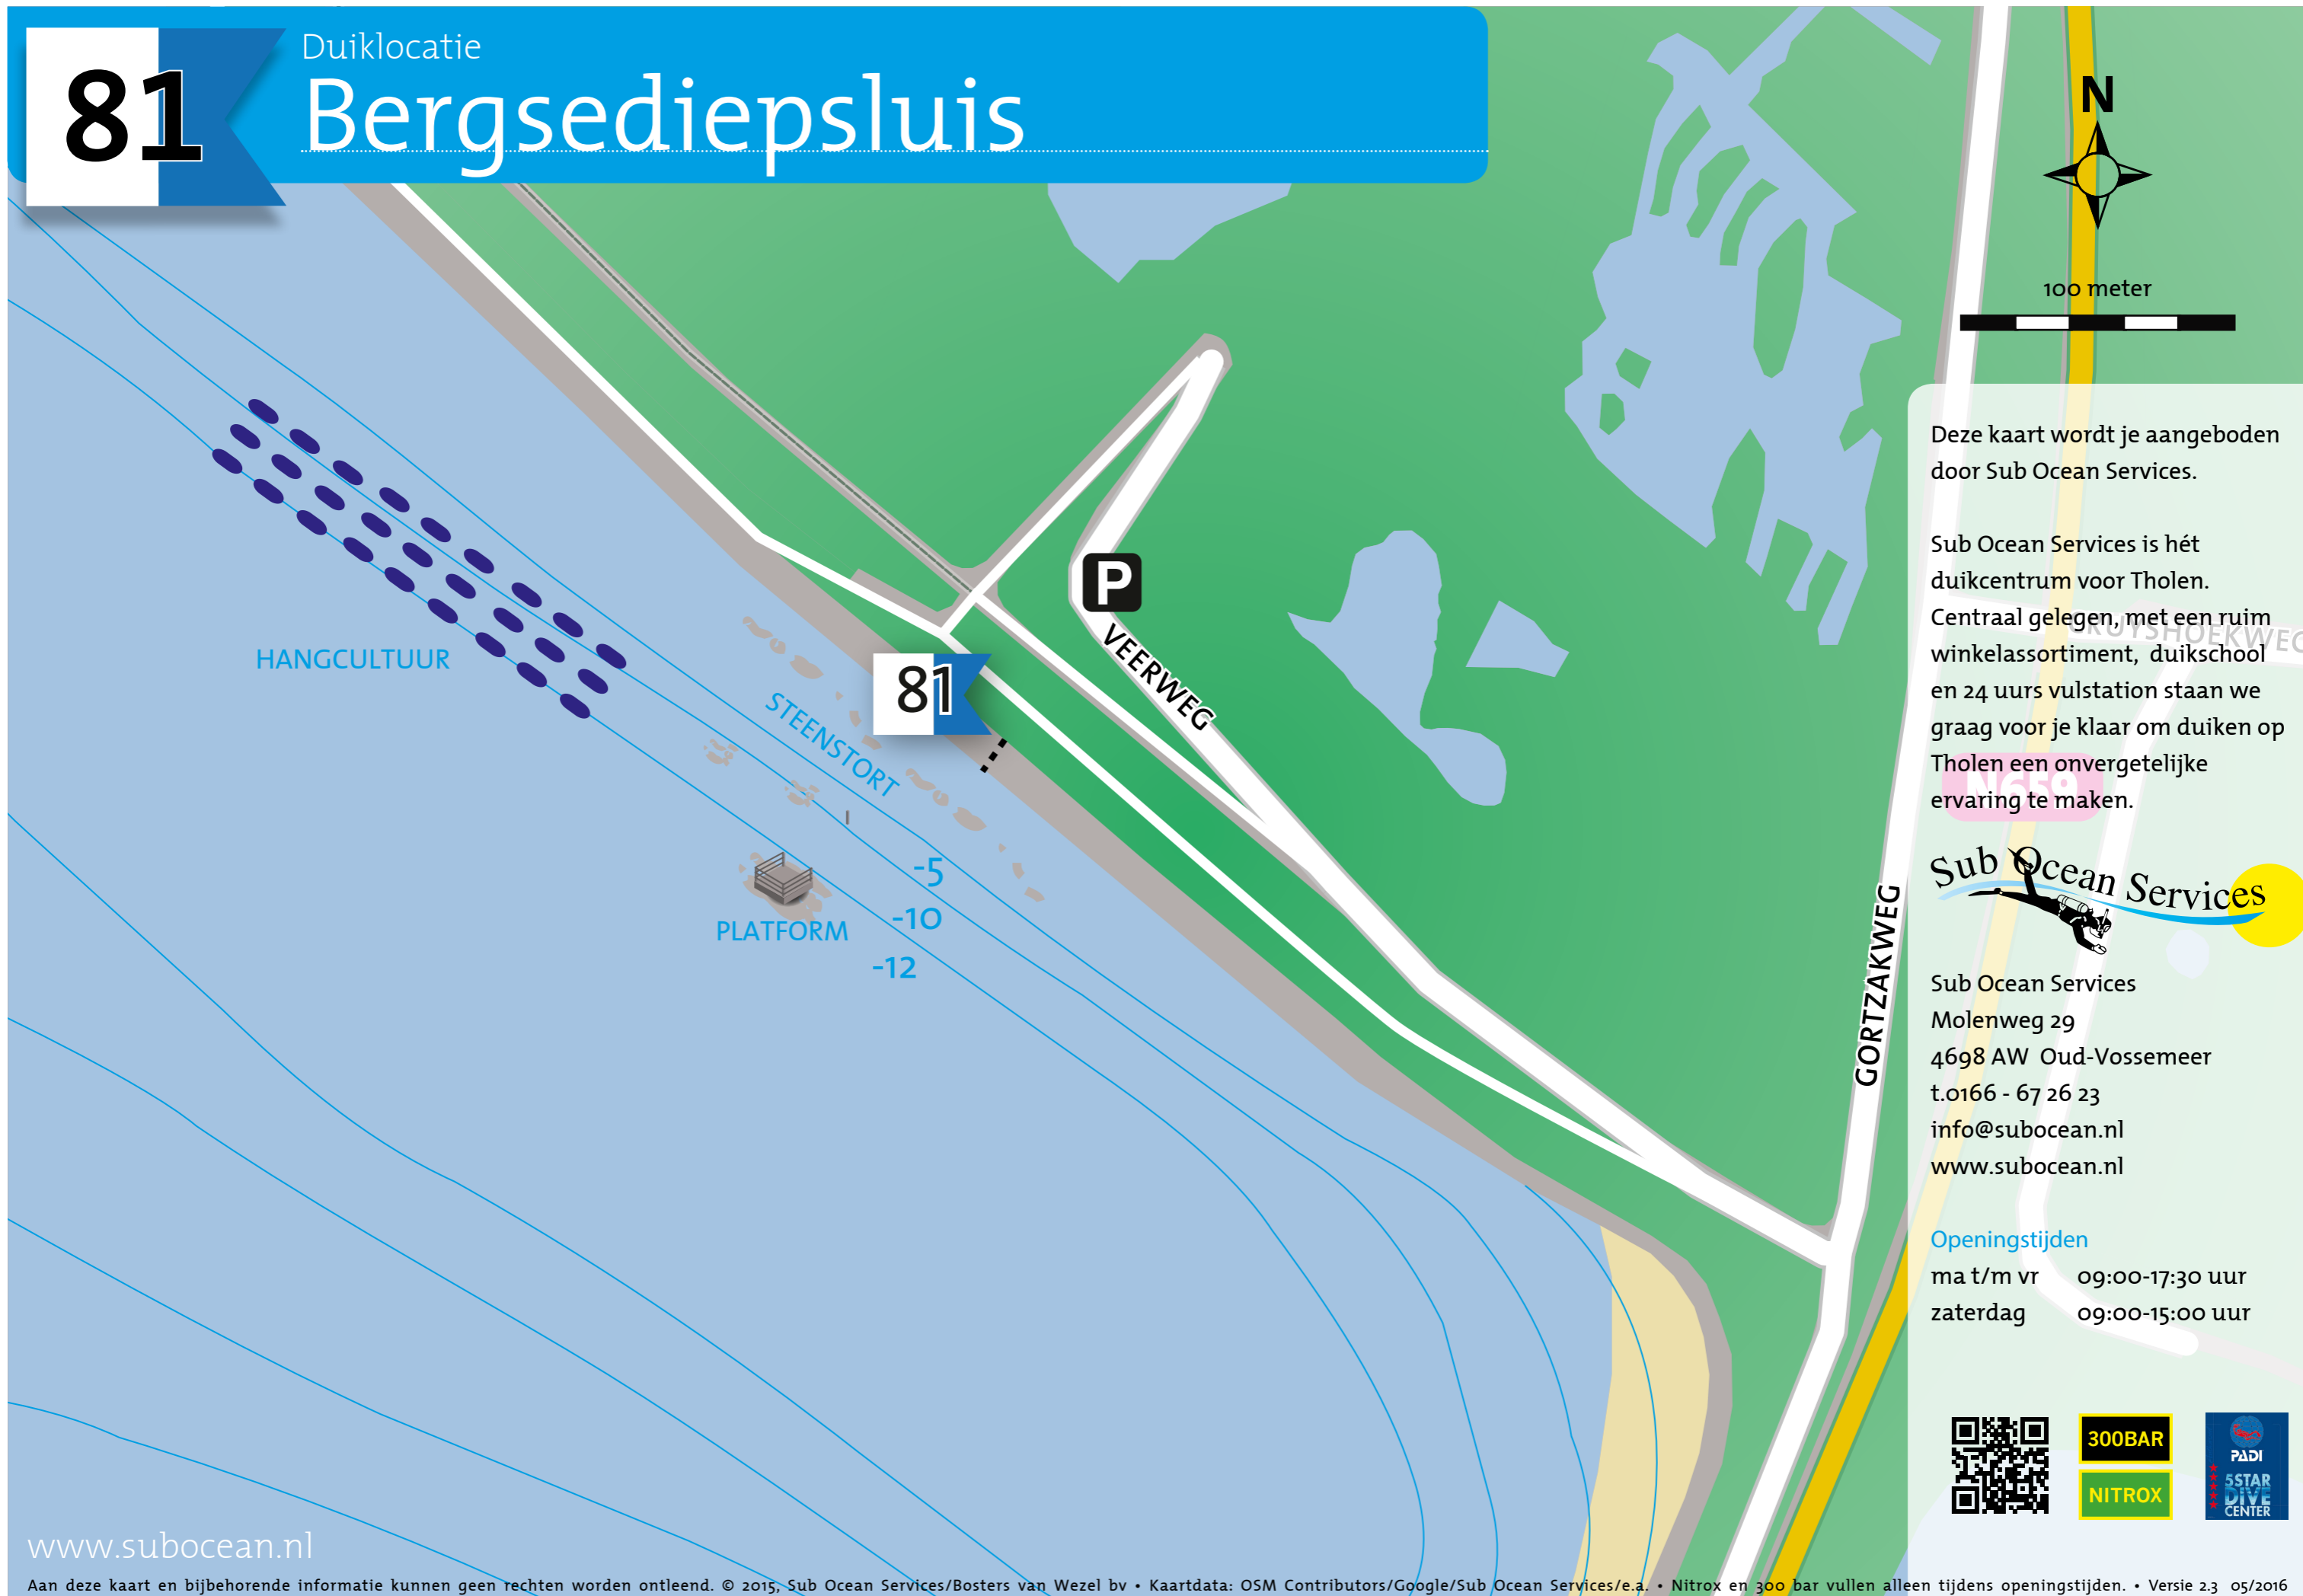 81
Duiklocatie
Bergsediepsluis
N
100 meter
P
VEERWEG
81
HANGCULTUUR
STEENSTORT
-5
-10
-12
PLATFORM
GORTZAKWEG
Deze kaart wordt je aangeboden
door Sub Ocean Services.
Sub Ocean Services is hét
duikcentrum voor Tholen.
Centraal gelegen, met een ruim
winkelassortiment, duikschool
en 24 uurs vulstation staan we
graag voor je klaar om duiken op
Tholen een onvergetelijke
ervaring te maken.
N659
Sub Ocean Services
Sub Ocean Services
Molenweg 29
4698 AW Oud-Vossemeer
t.0166 - 67 26 23
info@subocean.nl
www.subocean.nl
Openingstijden
ma t/m vr 09:00-17:30 uur
zaterdag 09:00-15:00 uur
300BAR
NITROX
PADI
5STAR
DIVE
CENTER
www.subocean.nl
Aan deze kaart en bijbehorende informatie kunnen geen rechten worden ontleend. © 2015, Sub Ocean Services/Bosters van Wezel bv • Kaartdata: OSM Contributors/Google/Sub Ocean Services/e.a. • Nitrox en 300 bar vullen alleen tijdens openingstijden. • Versie 2.3 05/2016